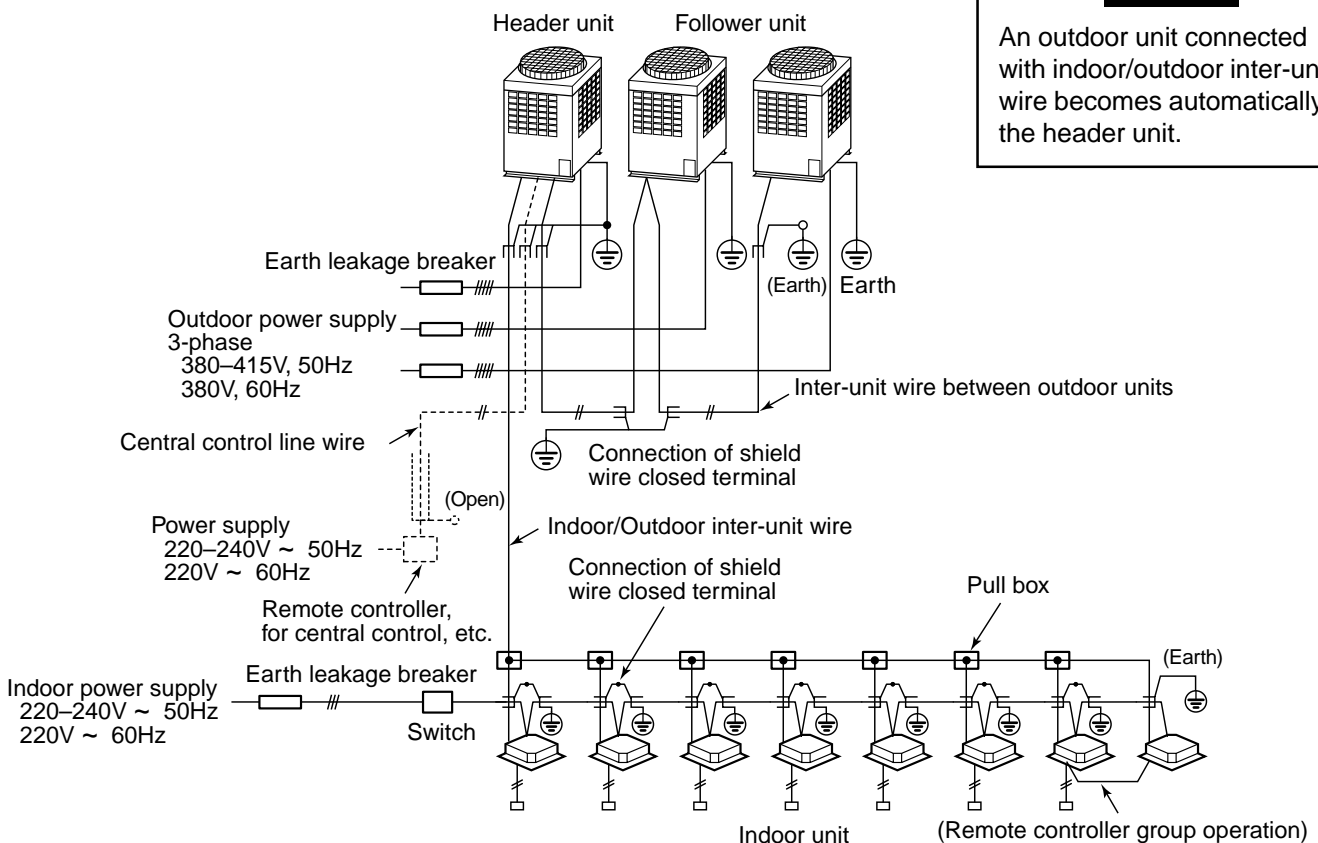 Header unit
Follower unit
An outdoor unit connected
with indoor/outdoor inter-un
wire becomes automatically
the header unit.
Earth leakage breaker
(Earth)
Earth
Outdoor power supply
3-phase
380–415V, 50Hz
380V, 60Hz
Inter-unit wire between outdoor units
Central control line wire
Connection of shield
wire closed terminal
(Open)
Power supply
220–240V ~ 50Hz
220V ~ 60Hz
Indoor/Outdoor inter-unit wire
Connection of shield
wire closed terminal
Pull box
Remote controller,
for central control, etc.
(Earth)
Earth leakage breaker
Indoor power supply
220–240V ~ 50Hz
220V ~ 60Hz
Switch
Indoor unit
(Remote controller group operation)